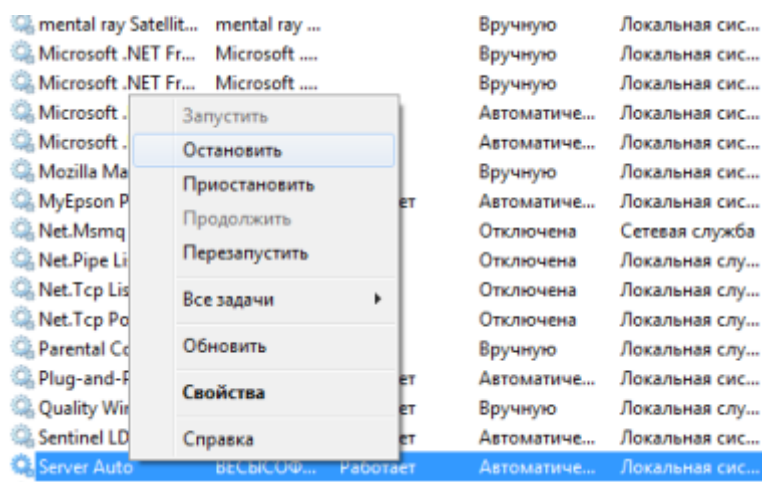 mental ray Satellit... mental ray ... Вручную Локальная сис...
Microsoft .NET Fr... Microsoft .... Вручную Локальная сис...
Microsoft .NET Fr... Microsoft .... Вручную Локальная сис...
Microsoft . Запустить Автоматиче... Локальная сис...
Microsoft . Остановить Автоматиче... Локальная сис...
Mozilla Ma Приостановить Вручную Локальная сис...
MyEpson P ет Автоматиче... Локальная сис...
Продолжить
Net.Msmq Отключена Сетевая служба
Net.Pipe Li Перезапустить Отключена Локальная слу...
Net.Tcp Lis Все задачи Отключена Локальная слу...
Net.Tcp Po Отключена Локальная слу...
Parental Co Обновить Вручную Локальная слу...
Plug-and-P ет Автоматиче... Локальная сис...
Свойства
Quality Wir ет Вручную Локальная слу...
Sentinel LD Справка ет Автоматиче... Локальная сис...
Server Auto ВЕСЫСОФ... Работает Автоматиче... Локальная сис...